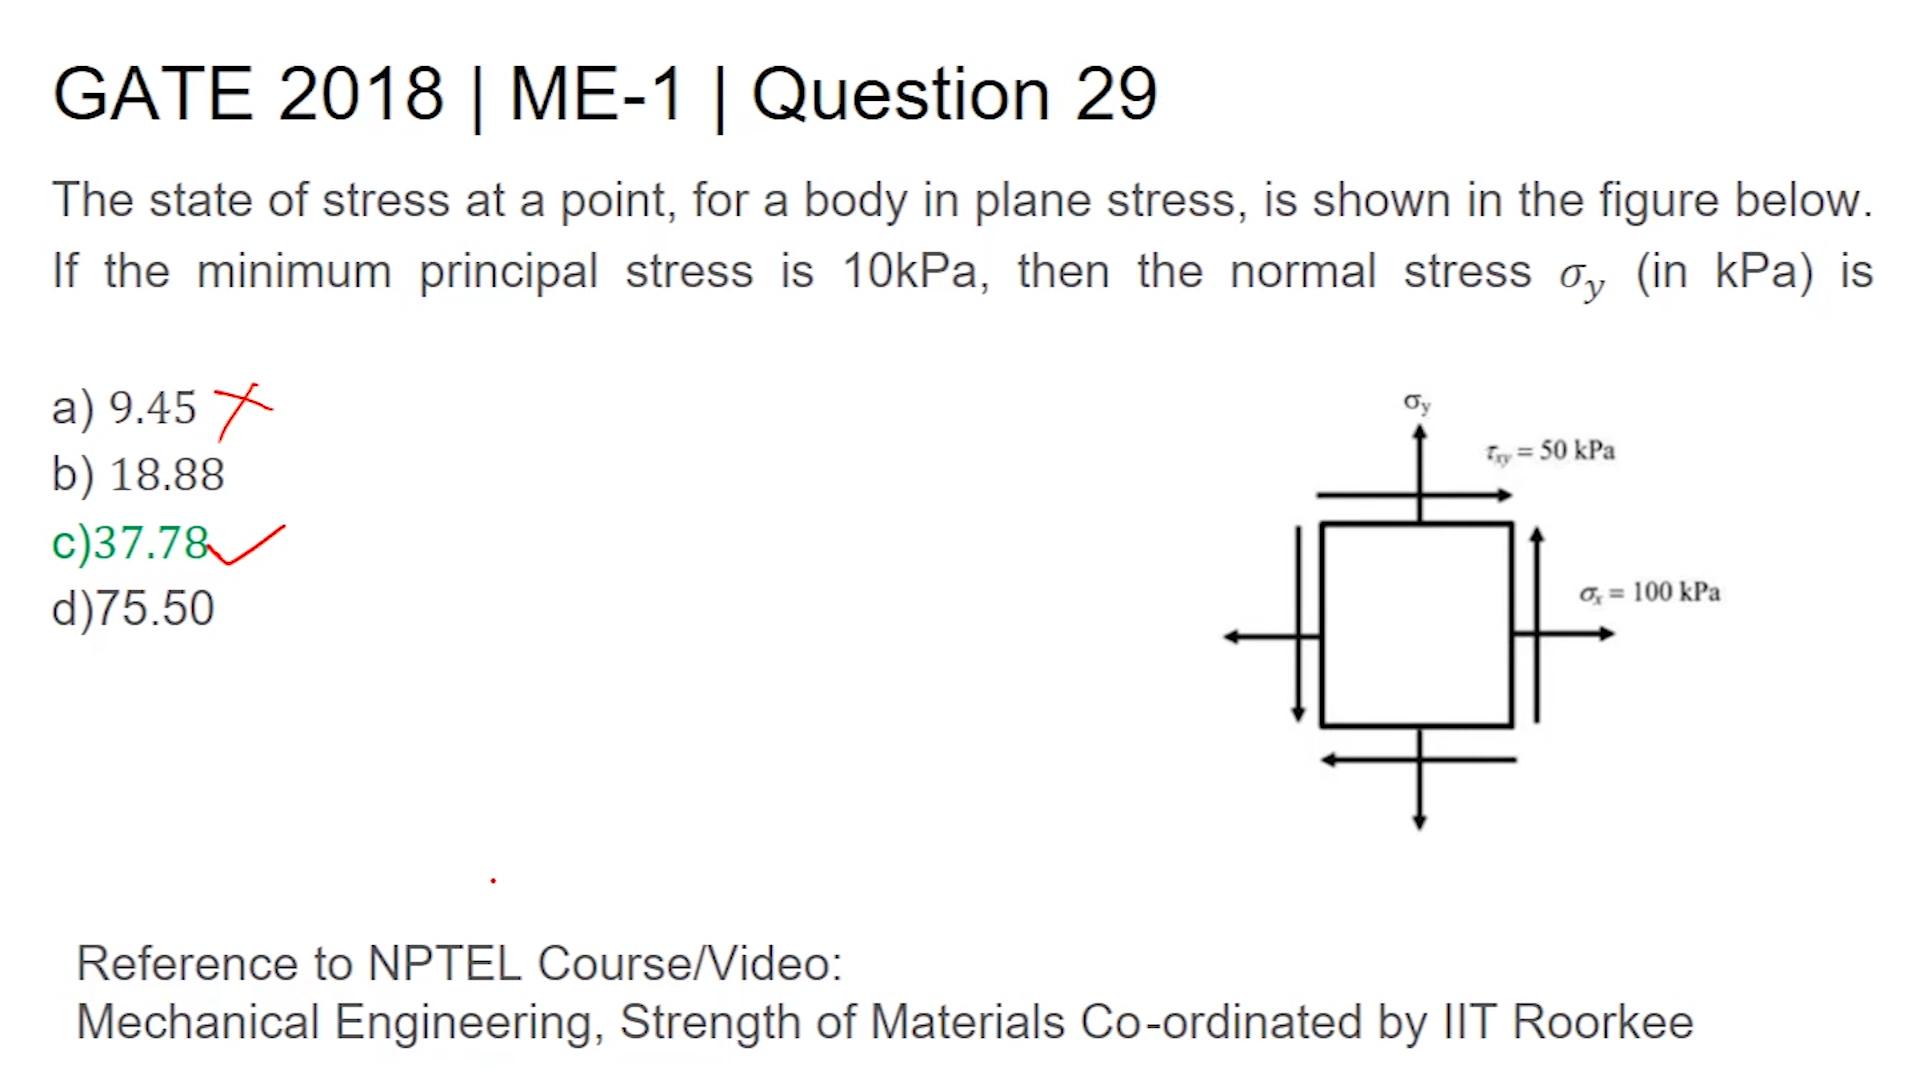 GATE 2018 | ME-1 | Question 29
The state of stress at a point, for a body in plane stress, is shown in the figure below.
If the minimum principal stress is 10kPa, then the normal stress σy (in kPa) is
a) 9.45
b) 18.88
c)37.78
d)75.50
σy
τxy = 50 kPa
σx = 100 kPa
Reference to NPTEL Course/Video:
Mechanical Engineering, Strength of Materials Co-ordinated by IIT Roorkee